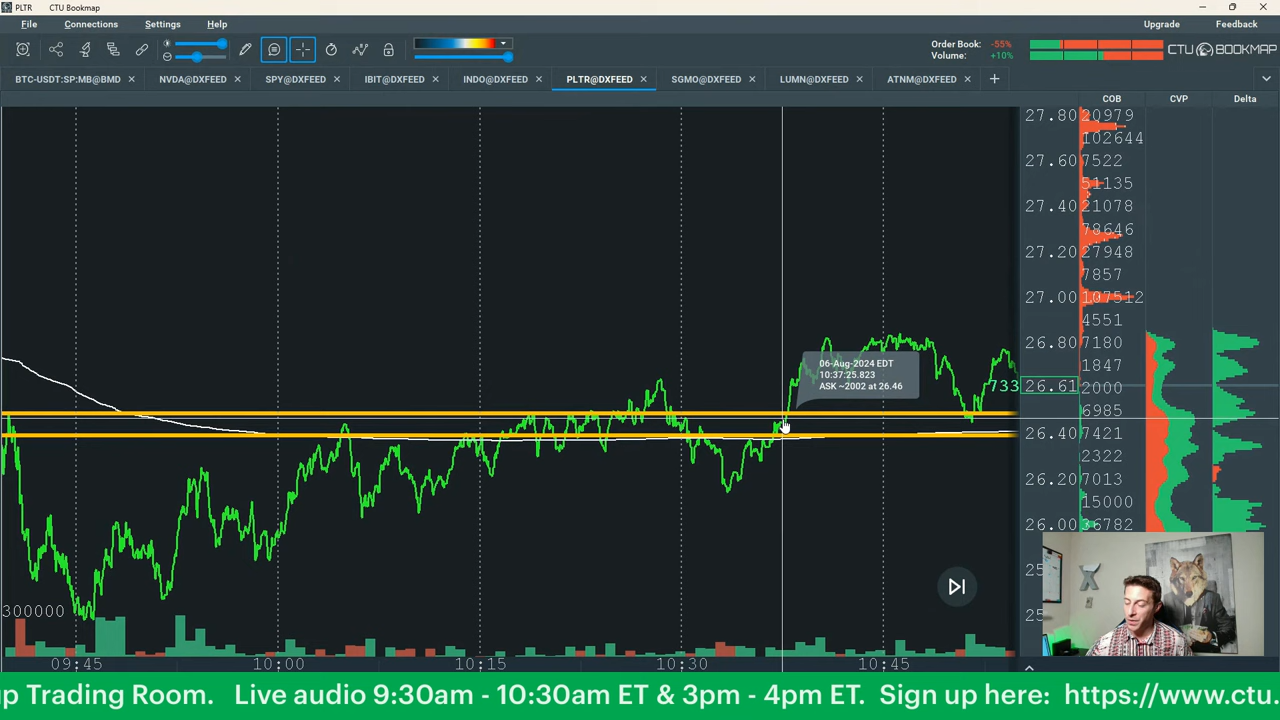 PLTR CTU Bookmap
File Connections Settings Help Upgrade Feedback
Order Book: -55%
Volume: +10%
CTU BOOKMAP
BTC-USDT:SP:MB@BMD NVDA@DXFEED SPY@DXFEED IBIT@DXFEED INDO@DXFEED PLTR@DXFEED SGMO@DXFEED LUMN@DXFEED ATNM@DXFEED
COB CVP Delta
27.80 20979
102644
27.60 7522
51135
27.40 21078
78646
27.20 27948
7857
27.00 107512
4551
26.80 7180
1847
733 26.61 2000
6985
26.40 7421
2322
26.20 7013
15000
26.00 36782
25
25
06-Aug-2024 EDT
10:37:25.823
ASK ~2002 at 26.46
300000
09:45 10:00 10:15 10:30 10:45
up Trading Room. Live audio 9:30am - 10:30am ET & 3pm - 4pm ET. Sign up here: https://www.ctu.